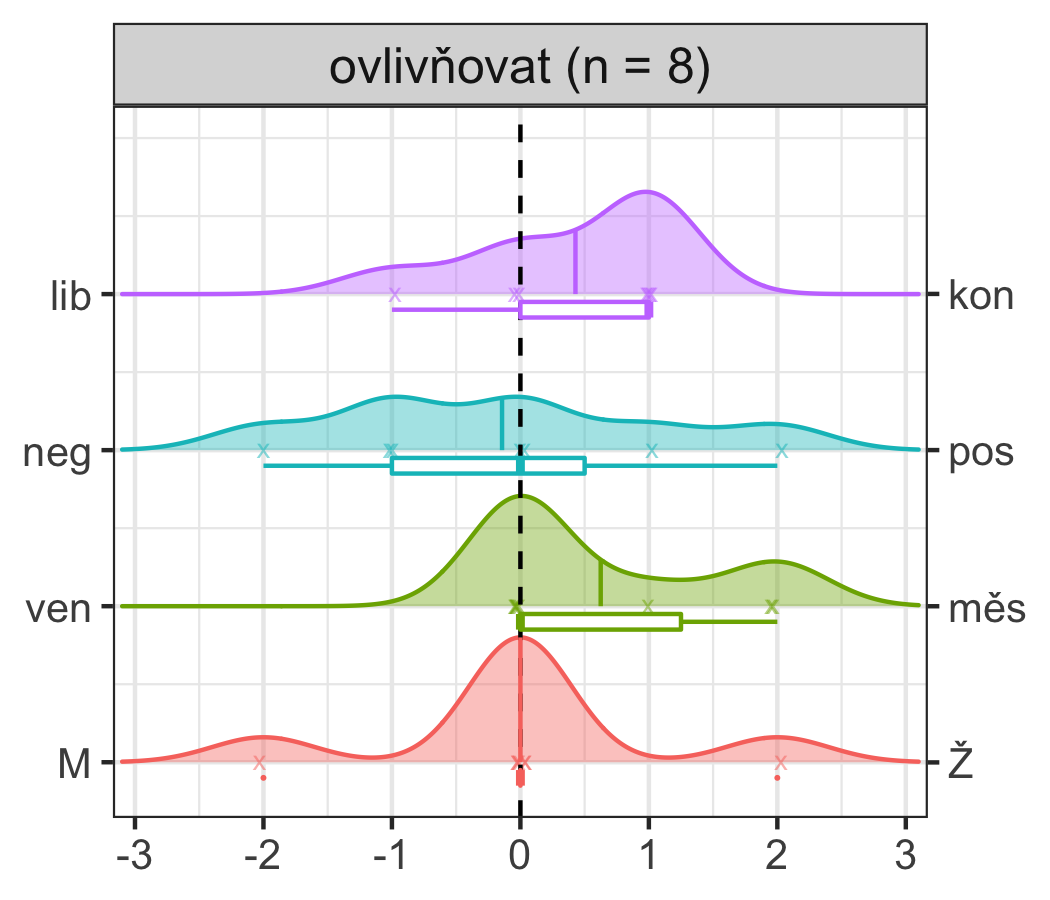 ovlivňovat (n = 8)
lib kon
neg pos
ven měs
M Ž
-3 -2 -1 0 1 2 3